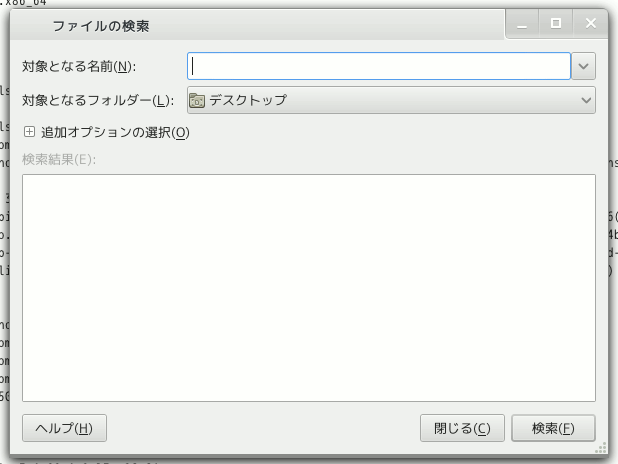 .x86_64
ファイルの検索
対象となる名前(N):
対象となるフォルダー(L): デスクトップ
追加オプションの選択(O)
検索結果(E):
ヘルプ(H) 閉じる(C) 検索(F)